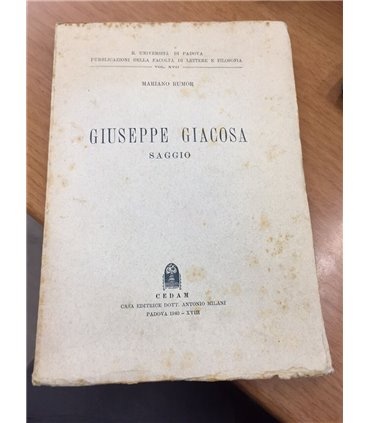 R. UNIVERSITÀ DI PADOVA
PUBBLICAZIONI DELLA FACOLTÀ DI LETTERE E FILOSOFIA
VOL. XVII
MARIANO RUMOR
GIUSEPPE GIACOSA
SAGGIO
CEDAM
CASA EDITRICE DOTT. ANTONIO MILANI
PADOVA 1940 - XVIII